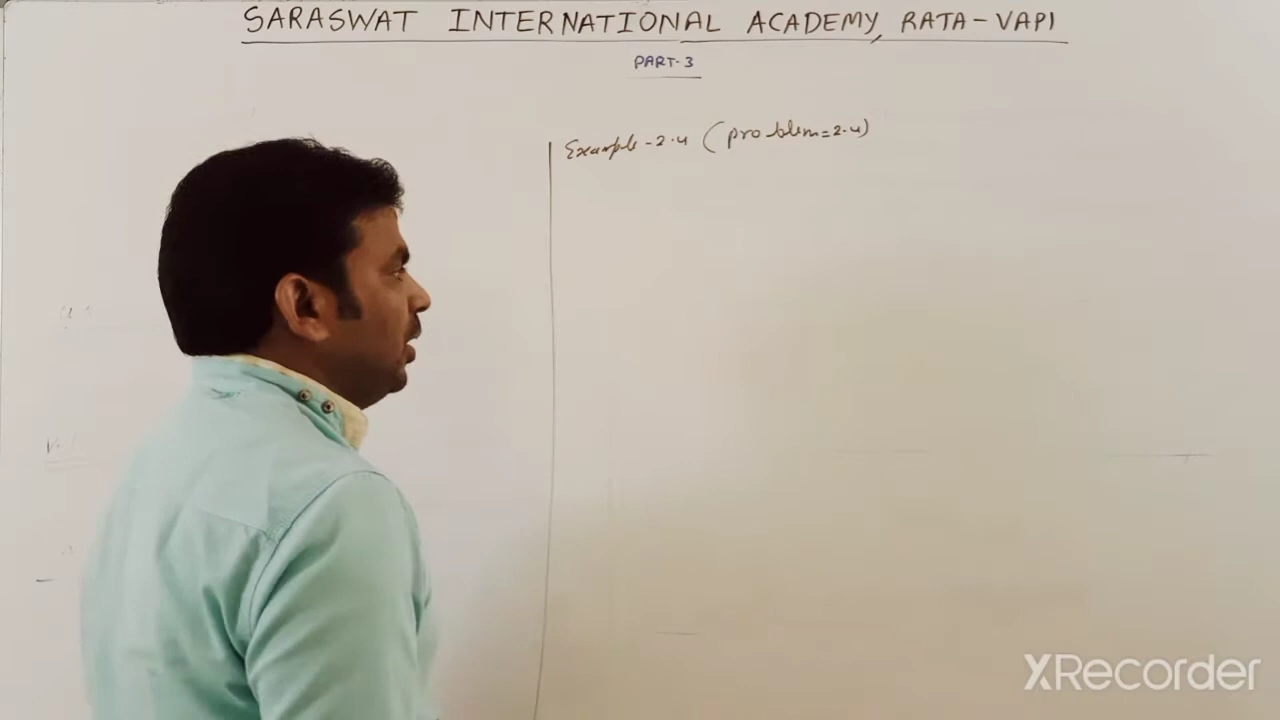 SARASWAT INTERNATIONAL ACADEMY, RATA-VAPI
PART-3
Example-2.4 (problem=2.4)
XRecorder